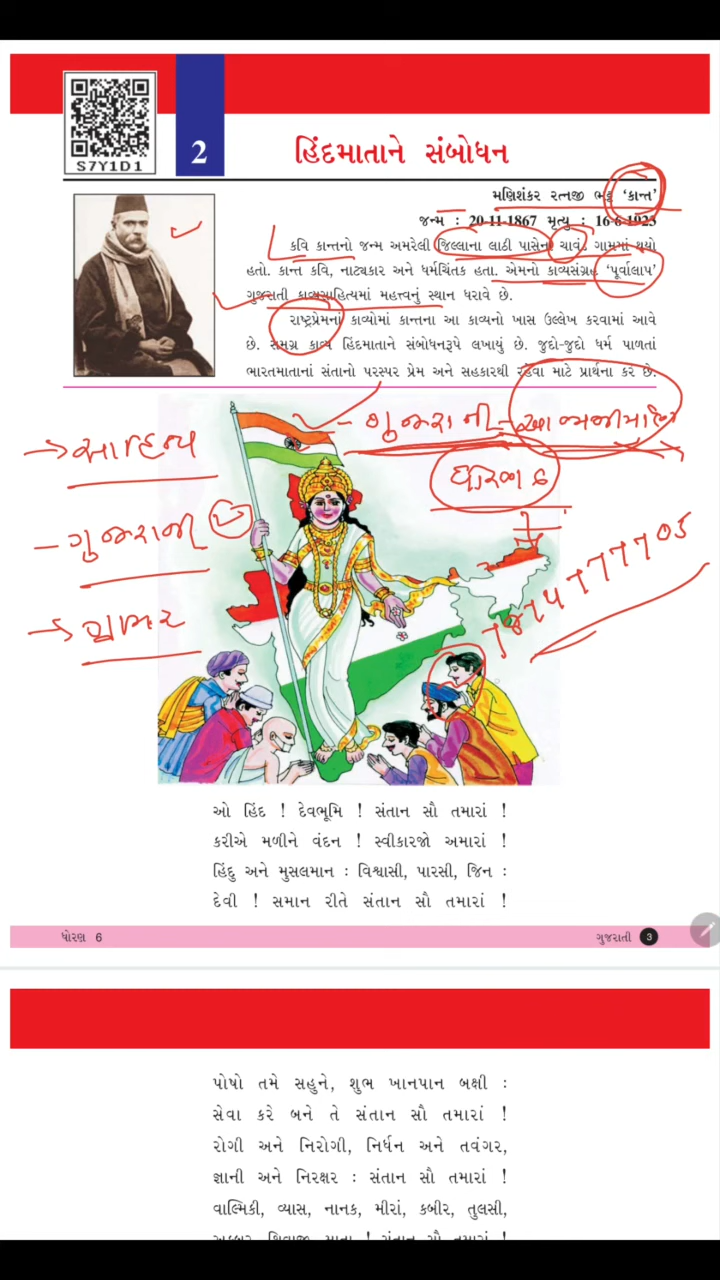 S7Y1D1
2
હિંદમાતાને સંબોધન
મણિશંકર રત્નજી ભટ્ટ 'કાન્ત'
જન્મ : 20-11-1867 મૃત્યુ : 16-6-1923
કવિ કાન્તનો જન્મ અમરેલી જિલ્લાના લાઠી પાસેના ચાવંડ ગામમાં થયો
હતો. કાન્ત કવિ, નાટ્યકાર અને ધર્મચિંતક હતા. એમનો કાવ્યસંગ્રહ 'પૂર્વાલાપ'
ગુજરાતી કાવ્યસાહિત્યમાં મહત્ત્વનું સ્થાન ધરાવે છે.
રાષ્ટ્રપ્રેમનાં કાવ્યોમાં કાન્તના આ કાવ્યનો ખાસ ઉલ્લેખ કરવામાં આવે
છે. સમગ્ર કાવ્ય હિંદમાતાને સંબોધનરૂપે લખાયું છે. જુદો-જુદો ધર્મ પાળતાં
ભારતમાતાનાં સંતાનો પરસ્પર પ્રેમ અને સહકારથી રહેવા માટે પ્રાર્થના કરે છે.
- ગુજરાતી -
ધોરણ ૬
→ સાહિત્ય
- ગુજરાતી
ઓ હિંદ ! દેવભૂમિ ! સંતાન સૌ તમારાં !
કરીએ મળીને વંદન ! સ્વીકારજો અમારાં !
હિંદુ અને મુસલમાન : વિશ્વાસી, પારસી, જિન :
દેવી ! સમાન રીતે સંતાન સૌ તમારાં !
ધોરણ 6
ગુજરાતી 3
પોષો તમે સહુને, શુભ ખાનપાન બક્ષી :
સેવા કરે બને તે સંતાન સૌ તમારાં !
રોગી અને નિરોગી, નિર્ધન અને તવંગર,
જ્ઞાની અને નિરક્ષર : સંતાન સૌ તમારાં !
વાલ્મિકી, વ્યાસ, નાનક, મીરાં, કબીર, તુલસી,